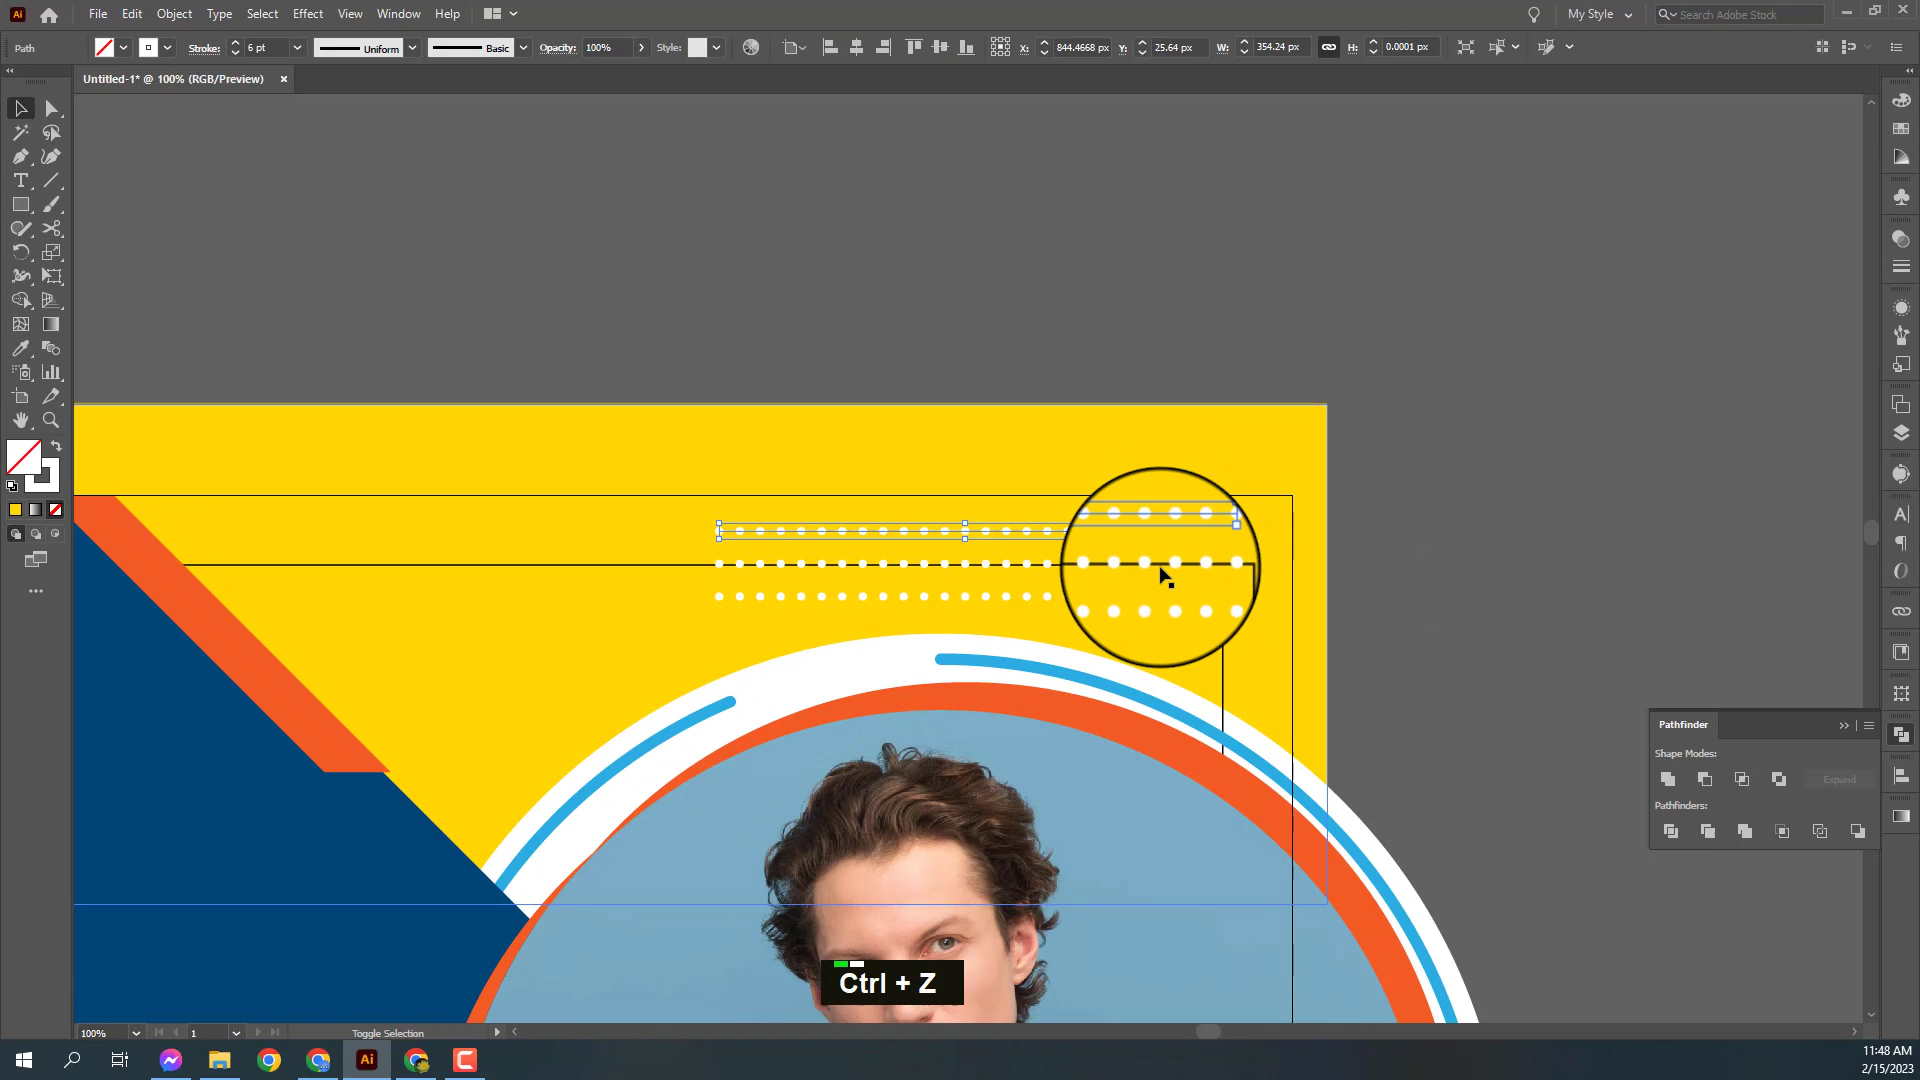 Ai File Edit Object Type Select Effect View Window Help My Style Search Adobe Stock
Path Stroke: 6 pt Uniform Basic Opacity: 100% Style: X: 844.4668 px Y: 25.64 px W: 354.24 px H: 0.0001 px
Untitled-1* @ 100% (RGB/Preview)
Pathfinder
Shape Modes:
Expand
Pathfinders:
Ctrl + Z
100% 1 Toggle Selection
Ai
11:48 AM
2/15/2023